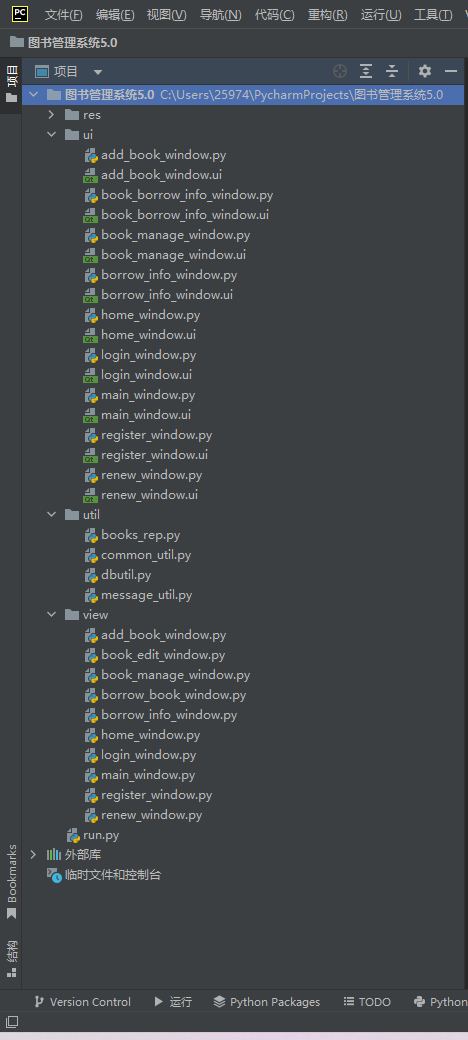 PC 文件(F) 编辑(E) 视图(V) 导航(N) 代码(C) 重构(R) 运行(U) 工具(T)
图书管理系统5.0
项目
项目
图书管理系统5.0 C:\Users\25974\PycharmProjects\图书管理系统5.0
res
ui
add_book_window.py
add_book_window.ui
book_borrow_info_window.py
book_borrow_info_window.ui
book_manage_window.py
book_manage_window.ui
borrow_info_window.py
borrow_info_window.ui
home_window.py
home_window.ui
login_window.py
login_window.ui
main_window.py
main_window.ui
register_window.py
register_window.ui
renew_window.py
renew_window.ui
util
books_rep.py
common_util.py
dbutil.py
message_util.py
view
add_book_window.py
book_edit_window.py
book_manage_window.py
borrow_book_window.py
borrow_info_window.py
home_window.py
login_window.py
main_window.py
register_window.py
renew_window.py
run.py
外部库
临时文件和控制台
Bookmarks
结构
Version Control 运行 Python Packages TODO Python